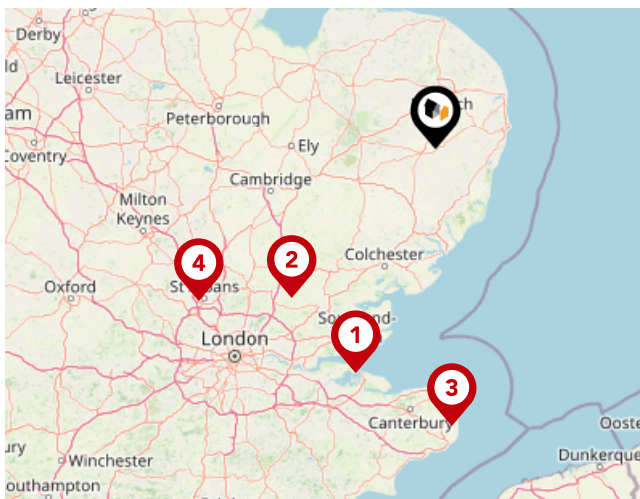 Derby
Leicester
Peterborough
Ely
Coventry
Cambridge
Milton
Keynes
4
2
Colchester
Oxford
London
1
3
Canterbury
Winchester
Dunkerque